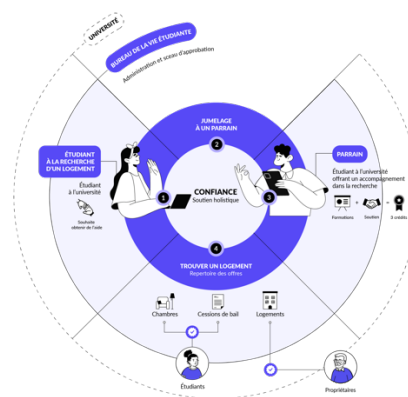 UNIVERSITÉ
BUREAU DE LA VIE ÉTUDIANTE
Administration et sceau d'approbation
JUMELAGE
À UN PARRAIN
2
ÉTUDIANT
À LA RECHERCHE
D'UN LOGEMENT
Étudiant
à l'université
Souhaite
obtenir de l'aide
1
CONFIANCE
Soutien holistique
3
PARRAIN
Étudiant à l'université
offrant un accompagnement
dans la recherche
Formations
+
Soutien
=
3 crédits
4
TROUVER UN LOGEMENT
Repertoire des offres
Chambres
Cessions de bail
Logements
Étudiants
Propriétaires